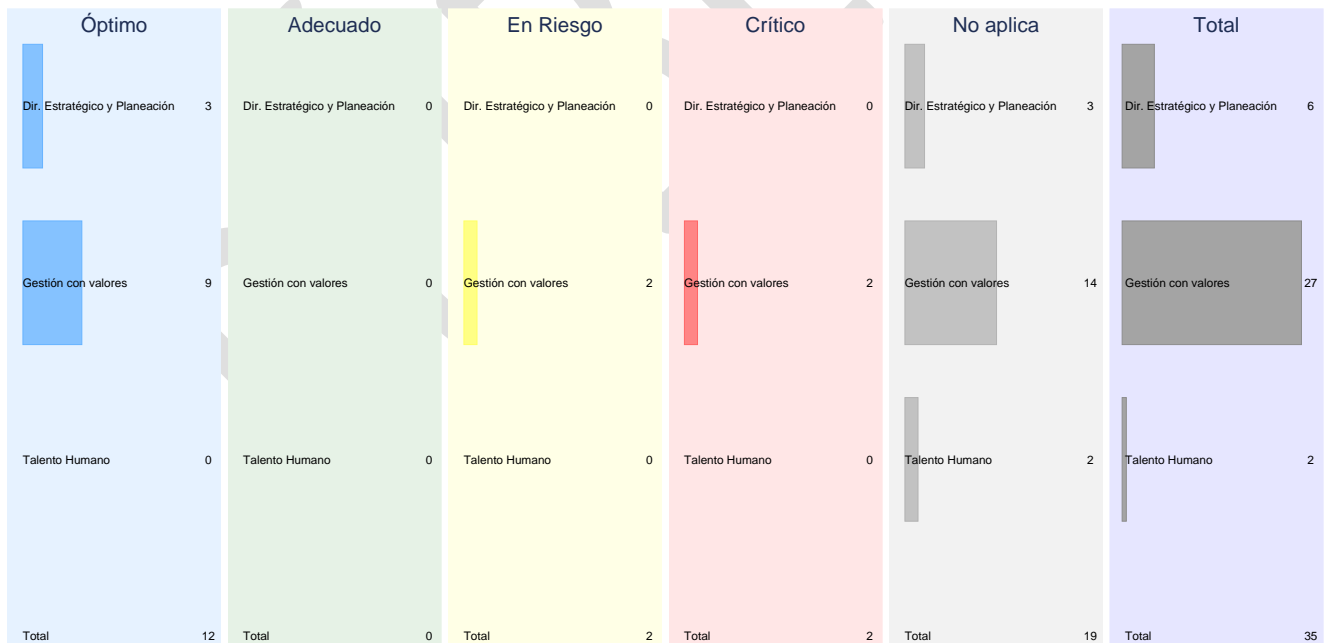 Óptimo Adecuado En Riesgo Crítico No aplica Total
Dir. Estratégico y Planeación 3 Dir. Estratégico y Planeación 0 Dir. Estratégico y Planeación 0 Dir. Estratégico y Planeación 0 Dir. Estratégico y Planeación 3 Dir. Estratégico y Planeación 6
Gestión con valores 9 Gestión con valores 0 Gestión con valores 2 Gestión con valores 2 Gestión con valores 14 Gestión con valores 27
Talento Humano 0 Talento Humano 0 Talento Humano 0 Talento Humano 0 Talento Humano 2 Talento Humano 2
Total 12 Total 0 Total 2 Total 2 Total 19 Total 35